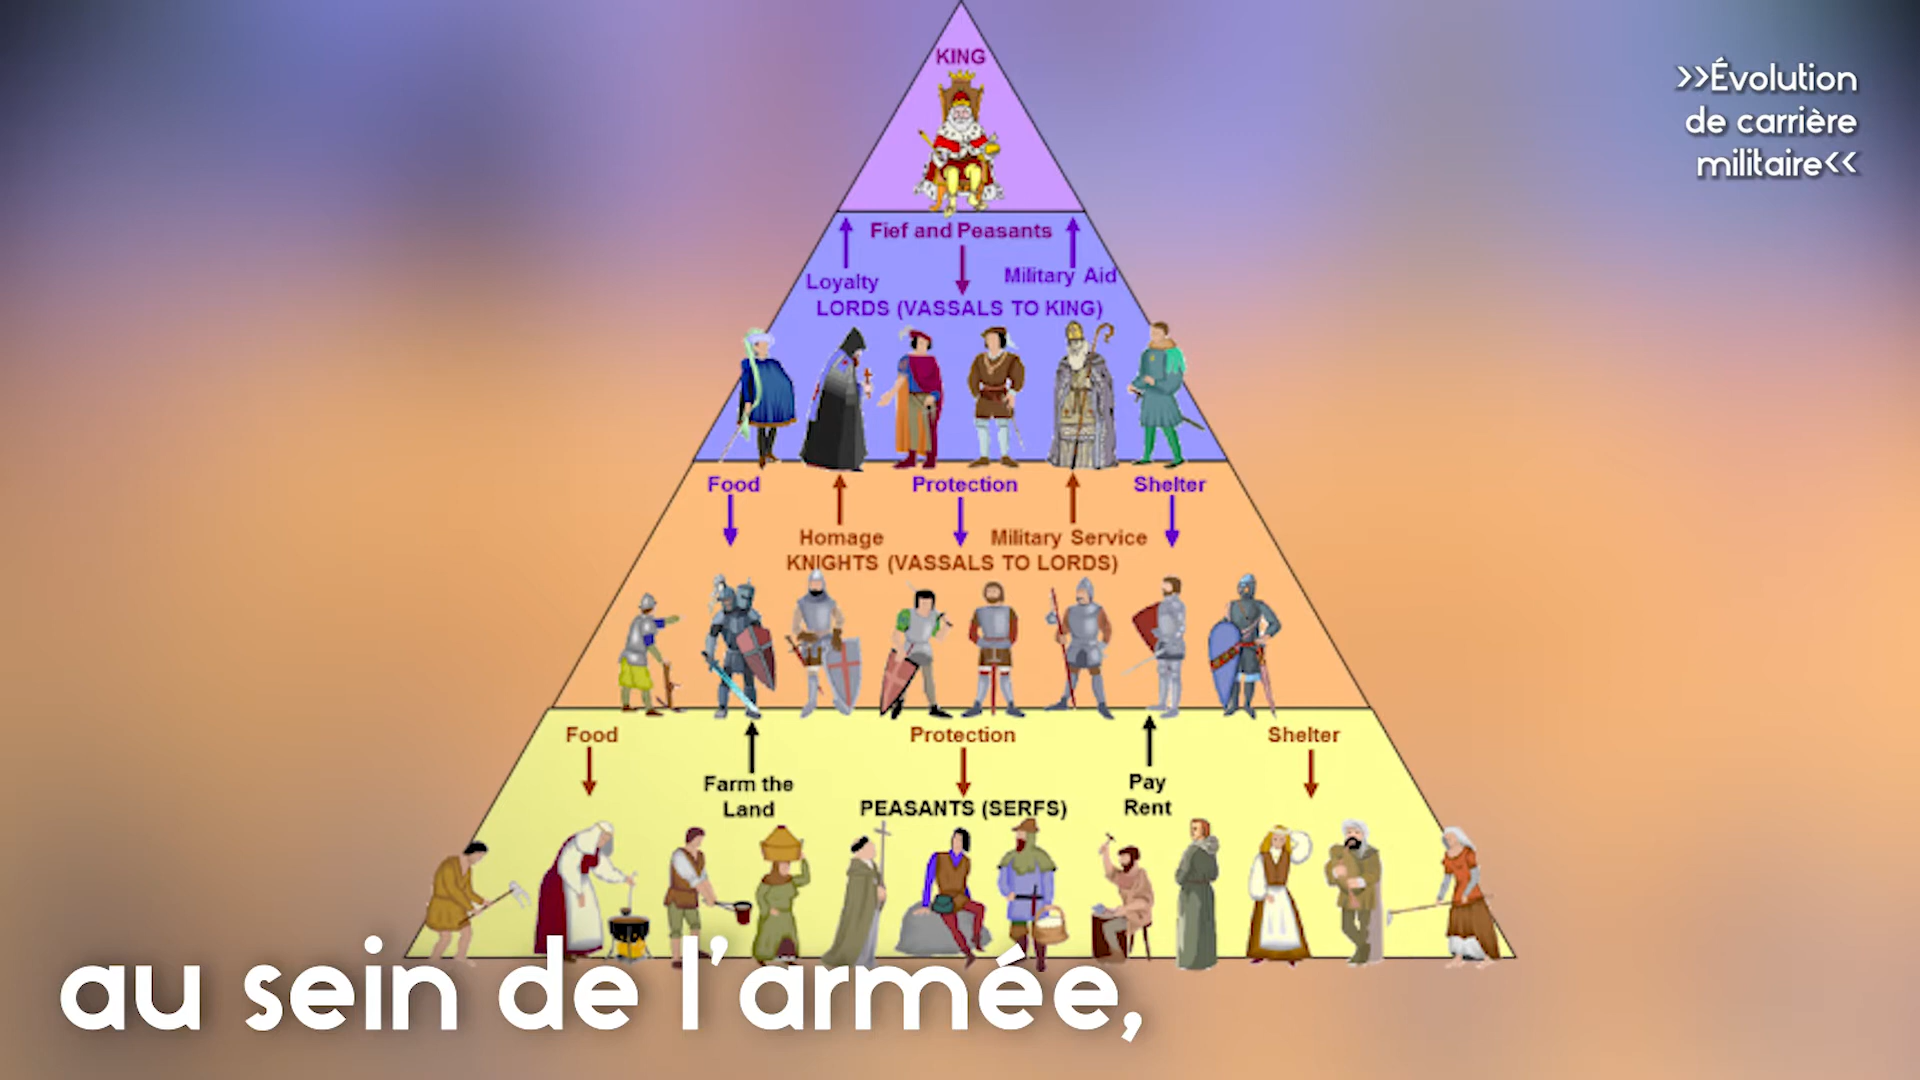 KING
>>Évolution
de carrière
militaire<<
Fief and Peasants
Loyalty
Military Aid
LORDS (VASSALS TO KING)
Food
Protection
Shelter
Homage
Military Service
KNIGHTS (VASSALS TO LORDS)
Food
Protection
Shelter
Farm the
Land
Pay
Rent
PEASANTS (SERFS)
au sein de l'armée,